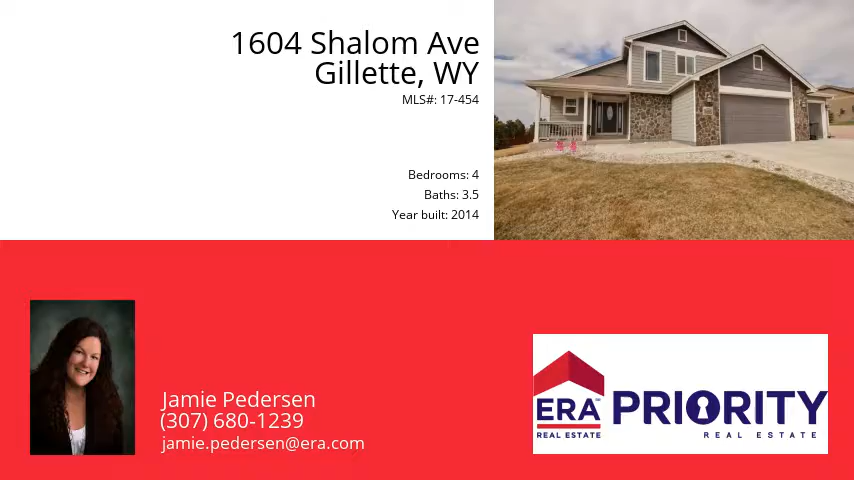 1604 Shalom Ave
Gillette, WY
MLS#: 17-454
Bedrooms: 4
Baths: 3.5
Year built: 2014
Jamie Pedersen
(307) 680-1239
jamie.pedersen@era.com
ERA™
REAL ESTATE
PRIORITY
REAL ESTATE